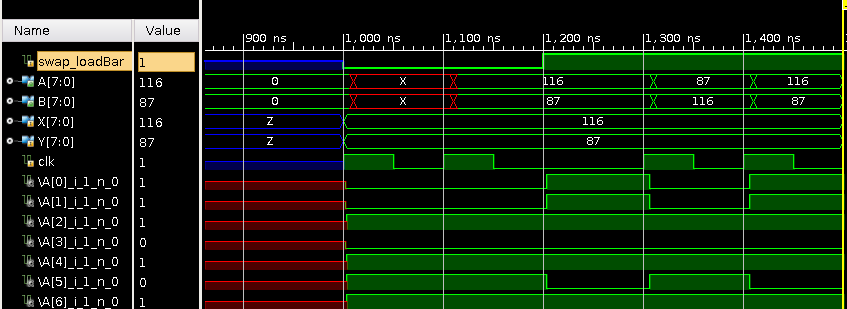 Name Value 900 ns 1,000 ns 1,100 ns 1,200 ns 1,300 ns 1,400 ns
swap_loadBar 1
A[7:0] 116 0 X 116 87 116
B[7:0] 87 0 X 87 116 87
X[7:0] 116 Z 116
Y[7:0] 87 Z 87
clk 1
\A[0]_i_1_n_0 1
\A[1]_i_1_n_0 1
\A[2]_i_1_n_0 1
\A[3]_i_1_n_0 0
\A[4]_i_1_n_0 1
\A[5]_i_1_n_0 0
\A[6]_i_1_n_0 1